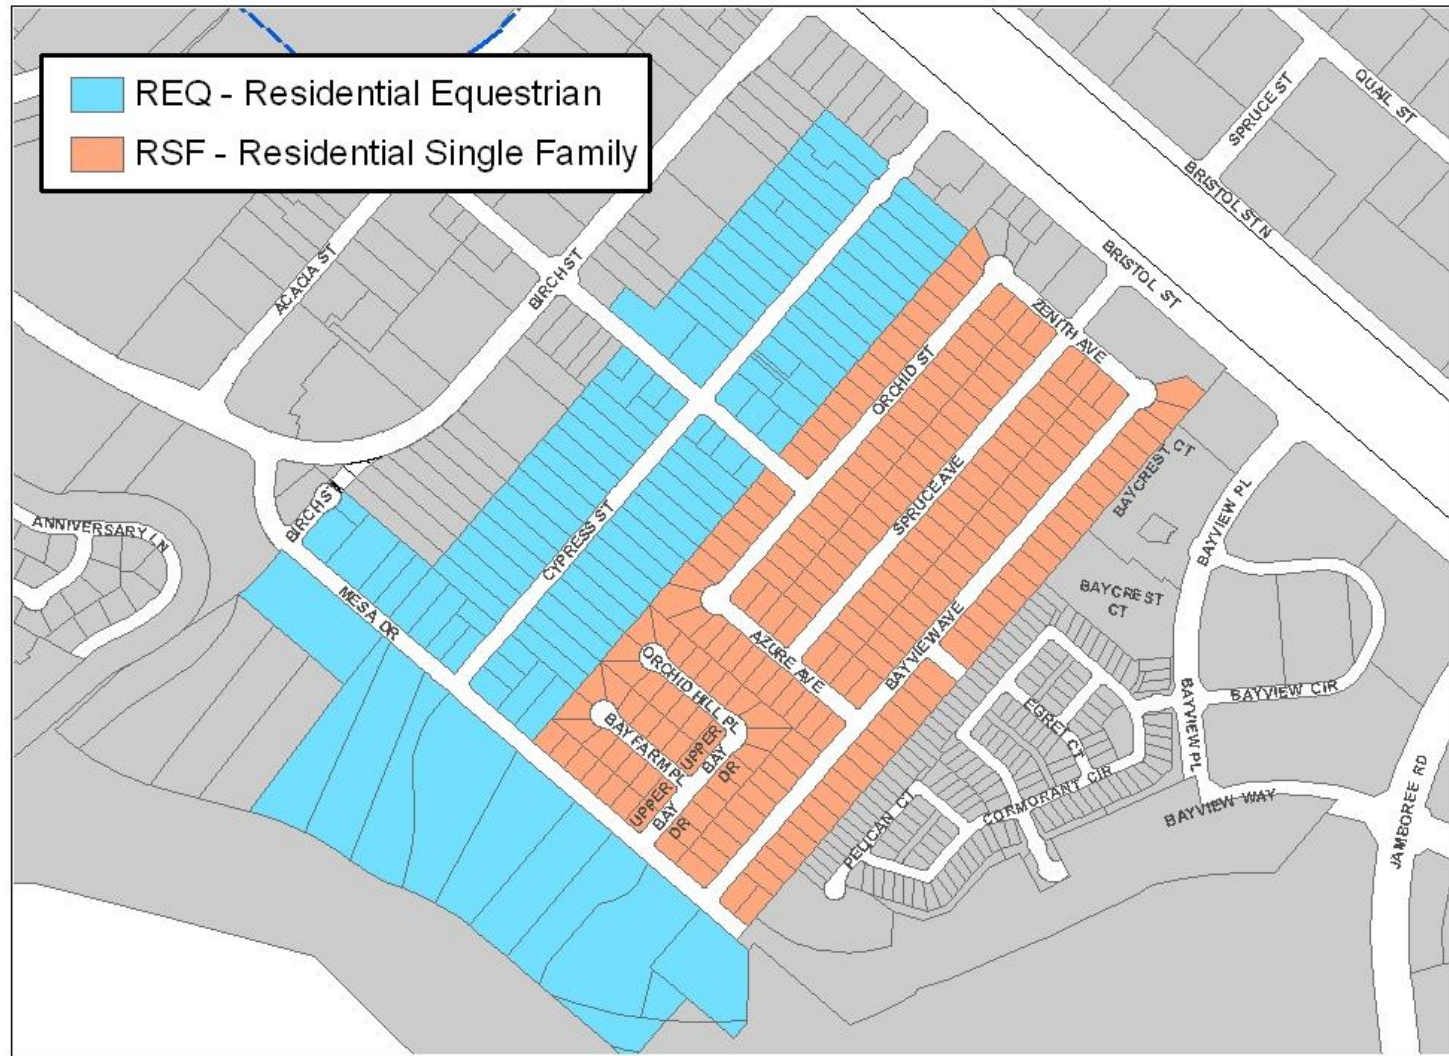 REQ - Residential Equestrian
RSF - Residential Single Family
QUAIL ST
SPRUCE ST
BRISTOL ST N
BRISTOL ST
ACACIA ST
BIRCH ST
ZENITH AVE
ORCHID ST
SPRUCE AVE
BAYCREST CT
BAYVIEW PL
BIRCH S
ANNIVERSARY LN
CYPRESS ST
MESA DR
BAYCREST
CT
AZURE AVE
BAYVIEW AVE
ORCHID HILL PL
BAYVIEW CIR
BAYVIEW PL
EGRET CT
BAY FARM PL
UPPER
BAY
DR
UPPER
BAY
DR
CORMORANT CIR
BAYVIEW WAY
PELICAN CT
JAMBOREE RD